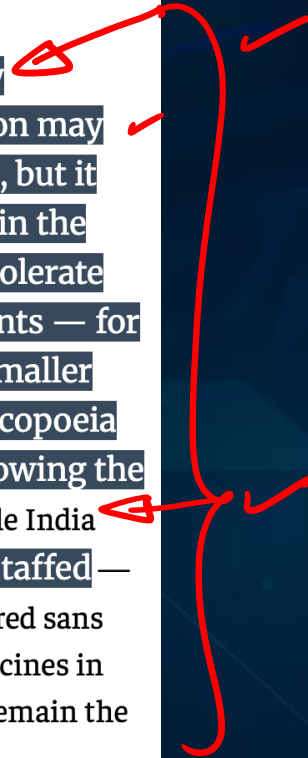 y
on may
, but it
in the
olerate
nts — for
maller
copoeia
owing the
le India
taffed —
red sans
cines in
emain the